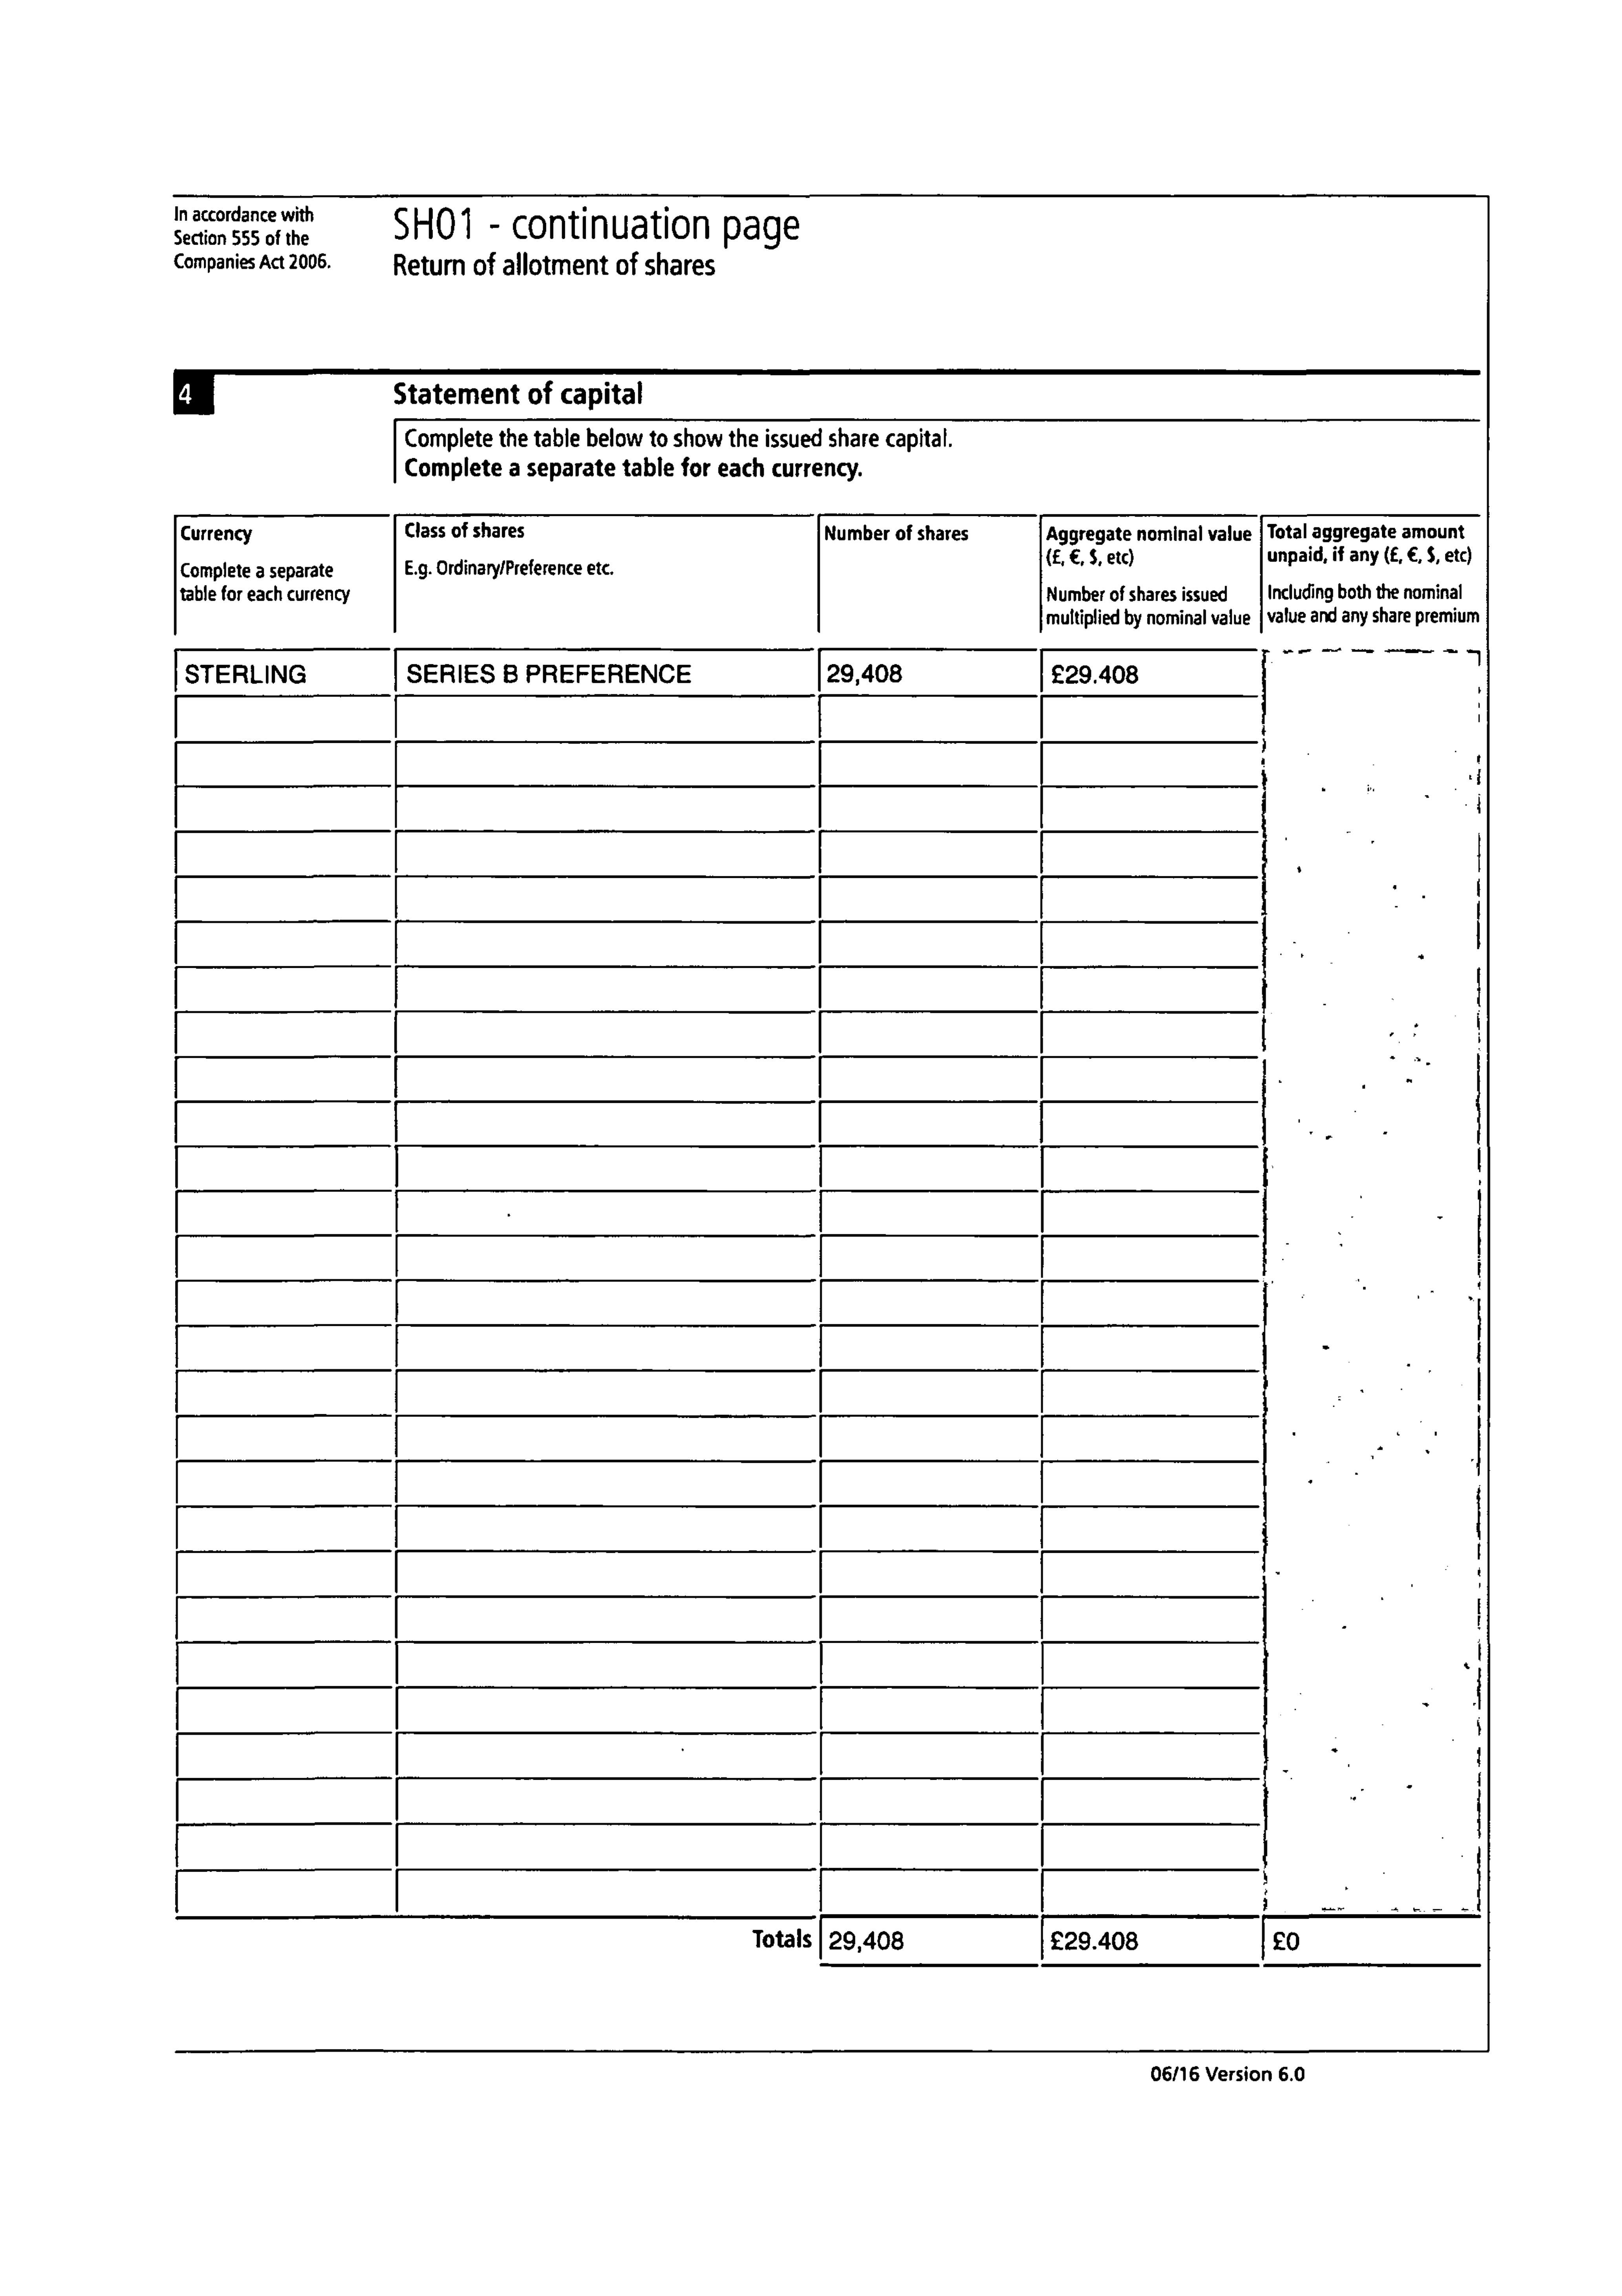 In accordance with
Section 555 of the
Companies Act 2006.
SH01 - continuation page
Return of allotment of shares
4
Statement of capital
Complete the table below to show the issued share capital.
Complete a separate table for each currency.
Currency
Complete a separate
table for each currency
Class of shares
E.g. Ordinary/Preference etc.
Number of shares
Aggregate nominal value
(£, €, $, etc)
Number of shares issued
multiplied by nominal value
Total aggregate amount
unpaid, if any (£, €, $, etc)
Including both the nominal
value and any share premium
STERLING SERIES B PREFERENCE 29,408 £29.408
Totals 29,408 £29.408 £0
06/16 Version 6.0